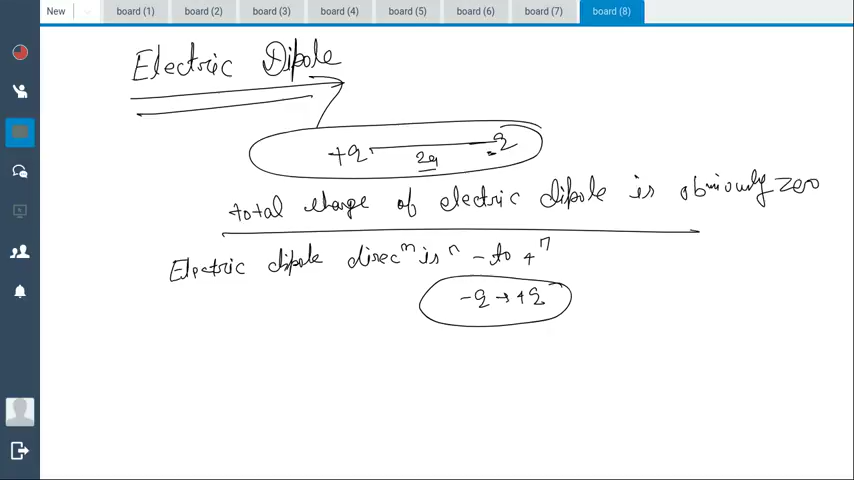 New board (1) board (2) board (3) board (4) board (5) board (6) board (7) board (8)
Electric Dipole
+q 2a -q
total charge of electric dipole is obviously zero
Electric dipole direcⁿ is " - to + "
-q → +q